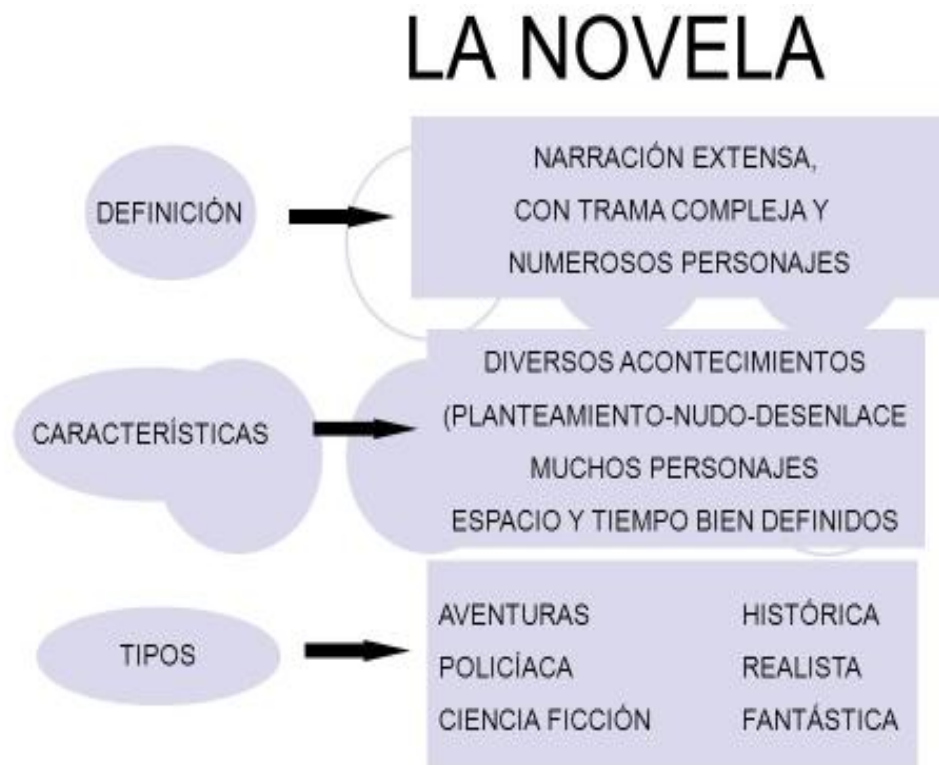 LA NOVELA
DEFINICIÓN
NARRACIÓN EXTENSA,
CON TRAMA COMPLEJA Y
NUMEROSOS PERSONAJES
CARACTERÍSTICAS
DIVERSOS ACONTECIMIENTOS
(PLANTEAMIENTO-NUDO-DESENLACE
MUCHOS PERSONAJES
ESPACIO Y TIEMPO BIEN DEFINIDOS
TIPOS
AVENTURAS HISTÓRICA
POLICÍACA REALISTA
CIENCIA FICCIÓN FANTÁSTICA